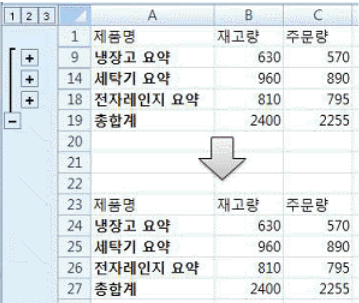 1 2 3 A B C
1 제품명 재고량 주문량
9 냉장고 요약 630 570
14 세탁기 요약 960 890
18 전자레인지 요약 810 795
19 총합계 2400 2255
20
21
22
23 제품명 재고량 주문량
24 냉장고 요약 630 570
25 세탁기 요약 960 890
26 전자레인지 요약 810 795
27 총합계 2400 2255